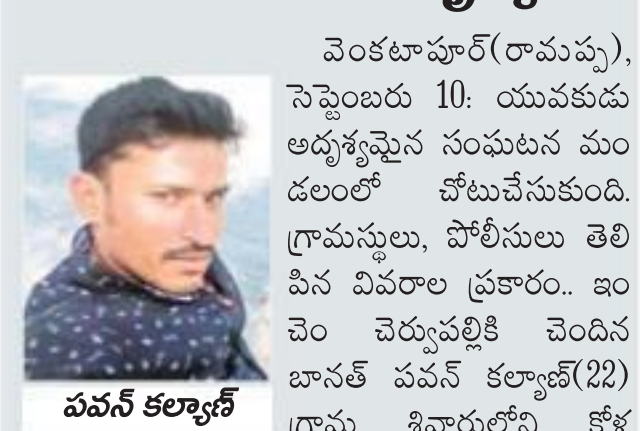 వెంకటాపూర్(రామప్ప),
సెప్టెంబరు 10: యువకుడు
అదృశ్యమైన సంఘటన మం
డలంలో చోటుచేసుకుంది.
గ్రామస్థులు, పోలీసులు తెలి
పిన వివరాల ప్రకారం.. ఇం
చెం చెర్వుపల్లికి చెందిన
బానత్ పవన్ కల్యాణ్(22)
గ్రామ శివారులోని కోళ్ల
పవన్ కల్యాణ్